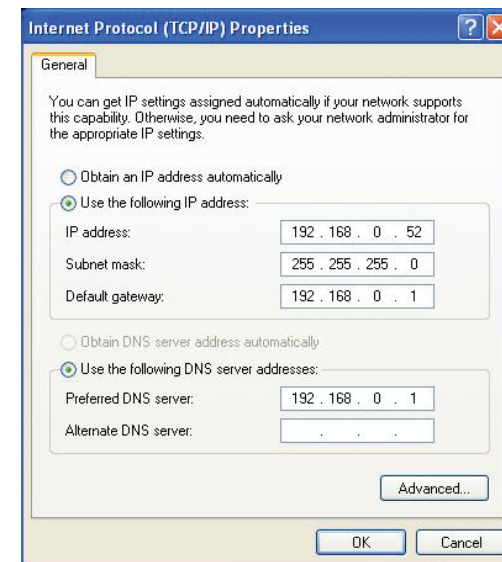 Internet Protocol (TCP/IP) Properties
General
You can get IP settings assigned automatically if your network supports
this capability. Otherwise, you need to ask your network administrator for
the appropriate IP settings.
Obtain an IP address automatically
Use the following IP address:
IP address: 192 . 168 . 0 . 52
Subnet mask: 255 . 255 . 255 . 0
Default gateway: 192 . 168 . 0 . 1
Obtain DNS server address automatically
Use the following DNS server addresses:
Preferred DNS server: 192 . 168 . 0 . 1
Alternate DNS server: . . .
Advanced...
OK Cancel